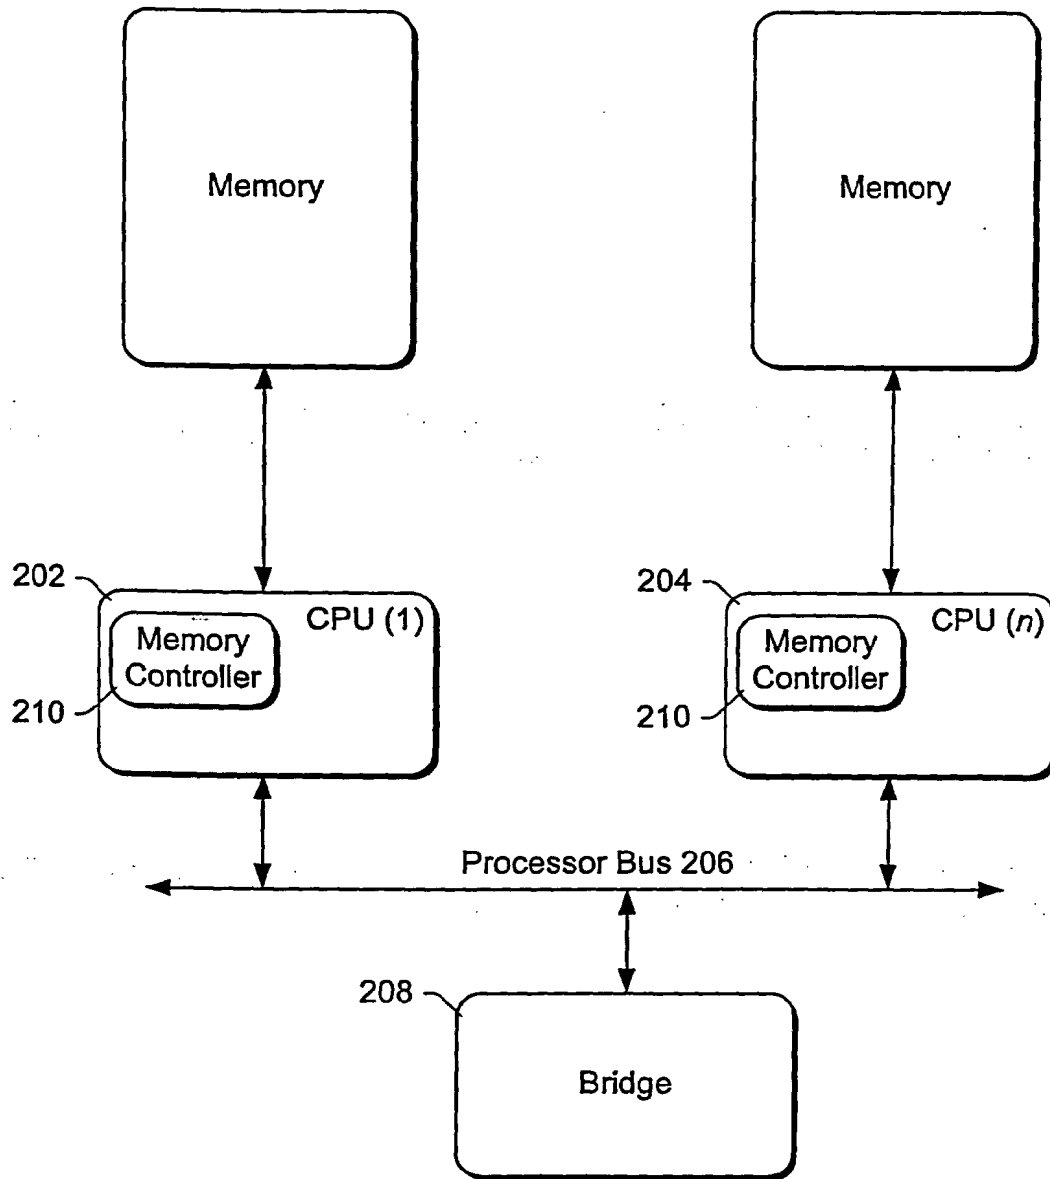 Memory
Memory
202
CPU (1)
Memory
Controller
210
204
CPU (n)
Memory
Controller
210
Processor Bus 206
208
Bridge